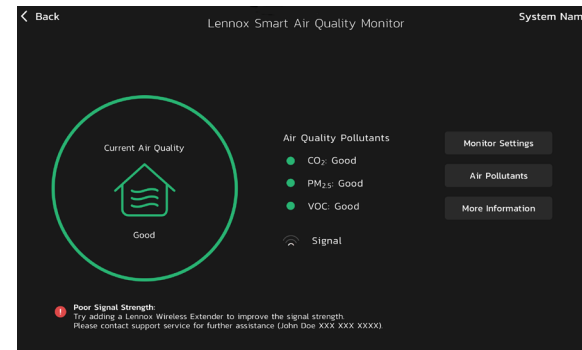 Back
Lennox Smart Air Quality Monitor
System Nam
Current Air Quality
Good
Air Quality Pollutants
CO₂: Good
PM₂.₅: Good
VOC: Good
Signal
Monitor Settings
Air Pollutants
More Information
Poor Signal Strength:
Try adding a Lennox Wireless Extender to improve the signal strength.
Please contact support service for further assistance (John Doe XXX XXX XXXX).